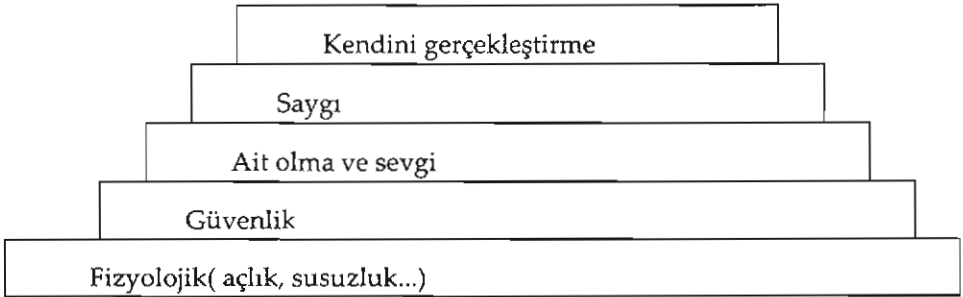 Kendini gerçekleştirme
Saygı
Ait olma ve sevgi
Güvenlik
Fizyolojik( açlık, susuzluk...)